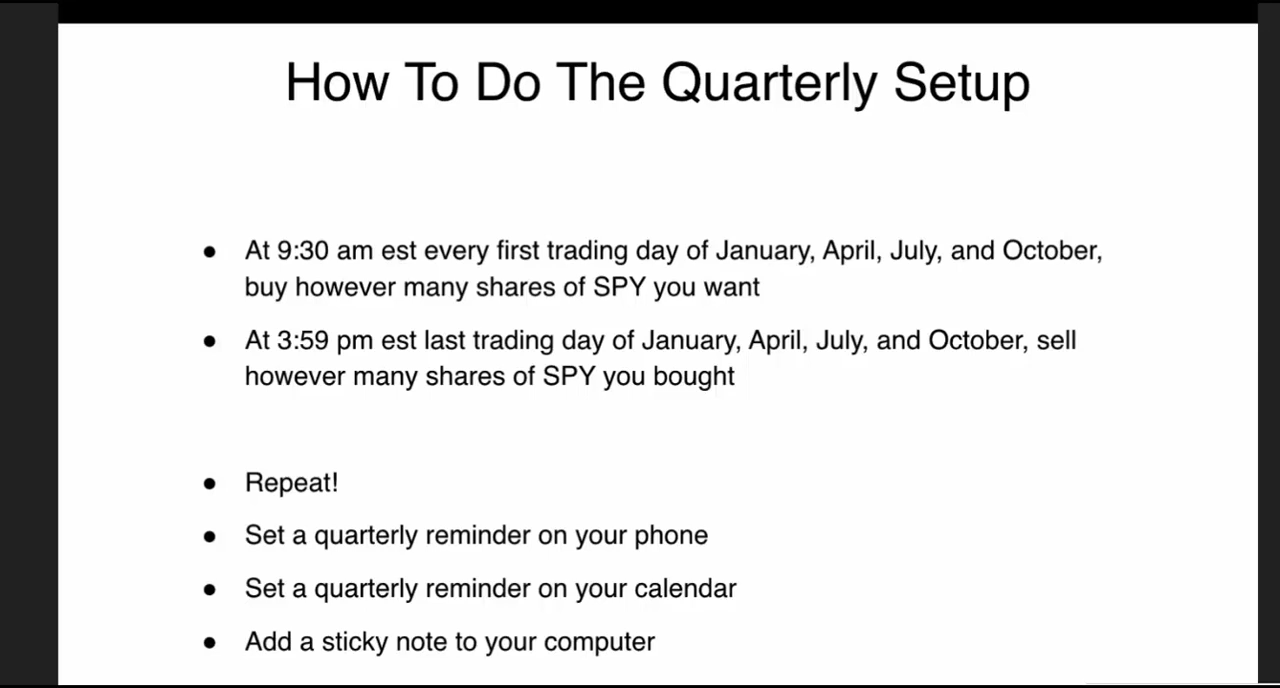 How To Do The Quarterly Setup
● At 9:30 am est every first trading day of January, April, July, and October,
buy however many shares of SPY you want
● At 3:59 pm est last trading day of January, April, July, and October, sell
however many shares of SPY you bought
● Repeat!
● Set a quarterly reminder on your phone
● Set a quarterly reminder on your calendar
● Add a sticky note to your computer